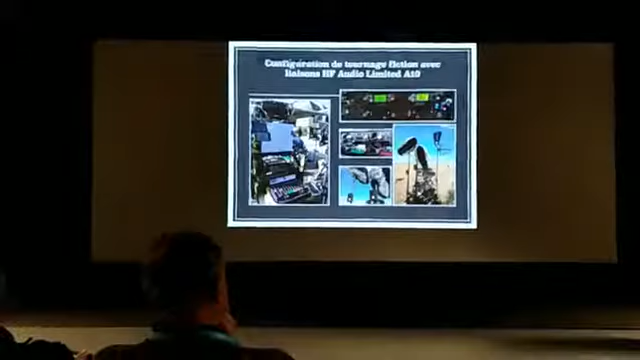 Configuration de tournage fiction avec
liaisons HF Audio Limited A10